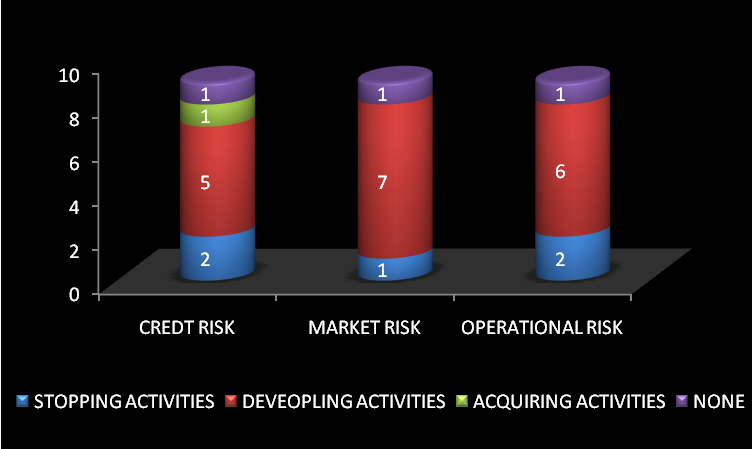 10
8
6
4
2
0
1 1 1
1
5 7 6
2 1 2
CREDT RISK MARKET RISK OPERATIONAL RISK
STOPPING ACTIVITIES DEVEOPLING ACTIVITIES ACQUIRING ACTIVITIES NONE